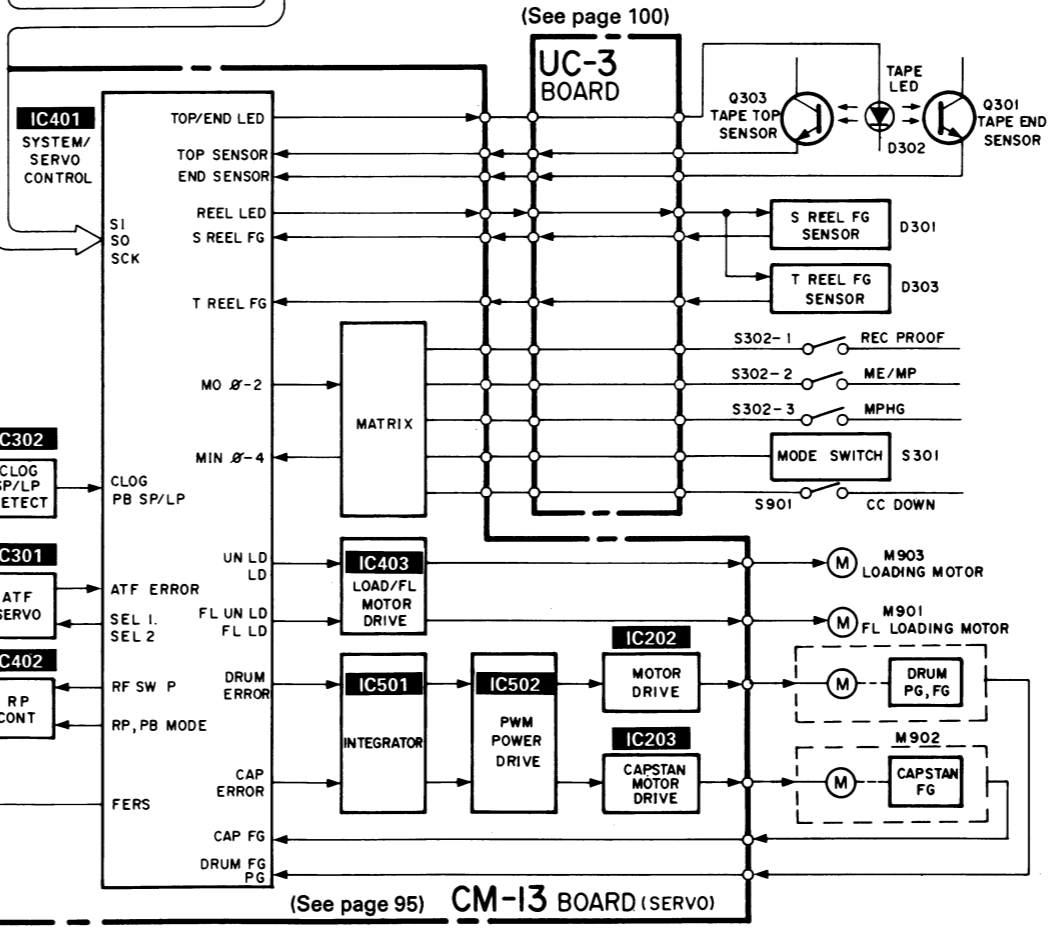 (See page 100)
UC-3
BOARD
TAPE
LED
Q303
TAPE TOP
SENSOR
Q301
TAPE END
SENSOR
D302
IC401
SYSTEM/
SERVO
CONTROL
TOP/END LED
TOP SENSOR
END SENSOR
REEL LED
S REEL FG
SI
SO
SCK
T REEL FG
S REEL FG
SENSOR
D301
T REEL FG
SENSOR
D303
S302-1
REC PROOF
S302-2
ME/MP
S302-3
MPHG
MODE SWITCH
S301
S901
CC DOWN
MO Ø-2
MATRIX
MIN Ø-4
C302
CLOG
SP/LP
ETECT
CLOG
PB SP/LP
C301
ATF
SERVO
ATF ERROR
SEL 1.
SEL 2
C402
RP
CONT
RF SW P
RP, PB MODE
FERS
UN LD
LD
FL UN LD
FL LD
IC403
LOAD/FL
MOTOR
DRIVE
M903
LOADING MOTOR
M901
FL LOADING MOTOR
DRUM
ERROR
IC501
INTEGRATOR
IC502
PWM
POWER
DRIVE
IC202
MOTOR
DRIVE
IC203
CAPSTAN
MOTOR
DRIVE
M
M
M
DRUM
PG, FG
M902
M
CAPSTAN
FG
CAP
ERROR
CAP FG
DRUM FG
PG
(See page 95)
CM-13 BOARD (SERVO)